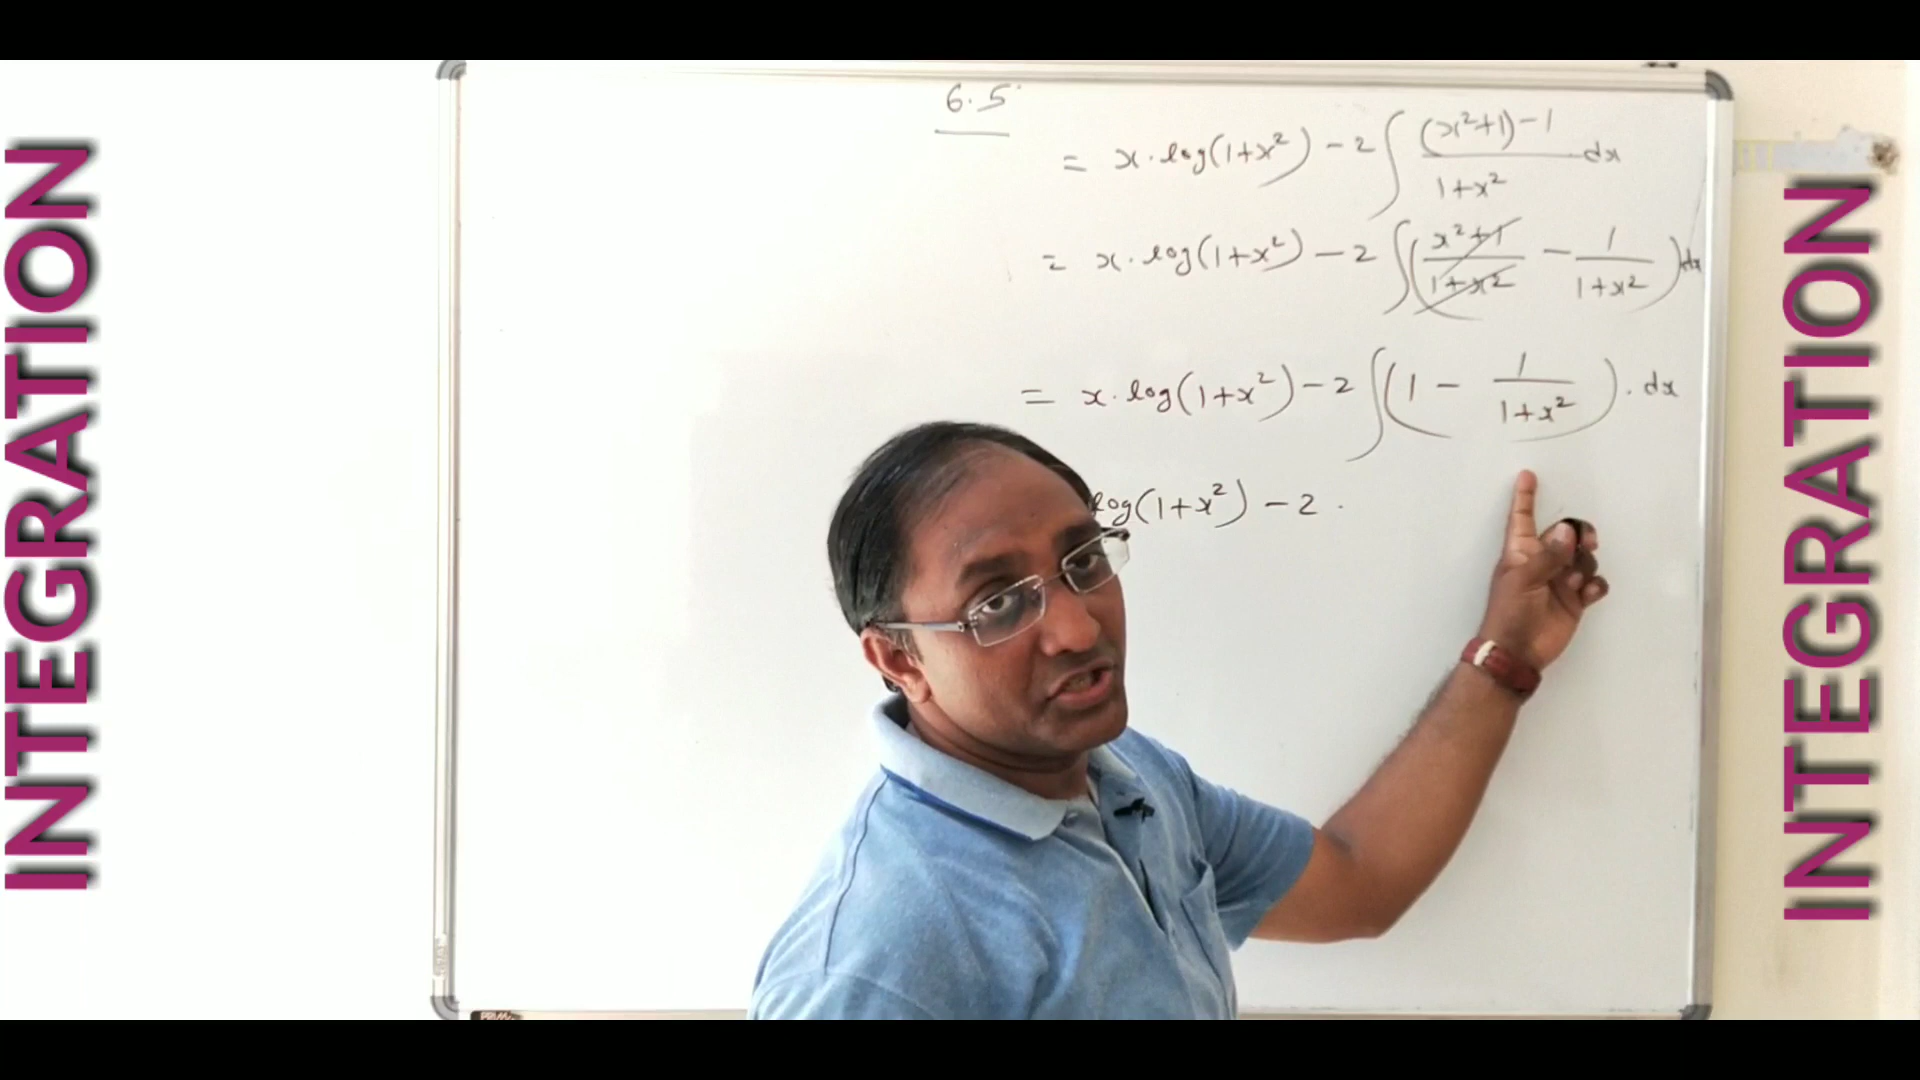 INTEGRATION
6.5
= x.log(1+x²) - 2∫ (x²+1)-1 / 1+x² dx
= x.log(1+x²) - 2∫( x²+1 / 1+x² - 1 / 1+x² )dx
= x.log(1+x²) - 2∫(1 - 1 / 1+x² ).dx
log(1+x²) - 2.
INTEGRATION